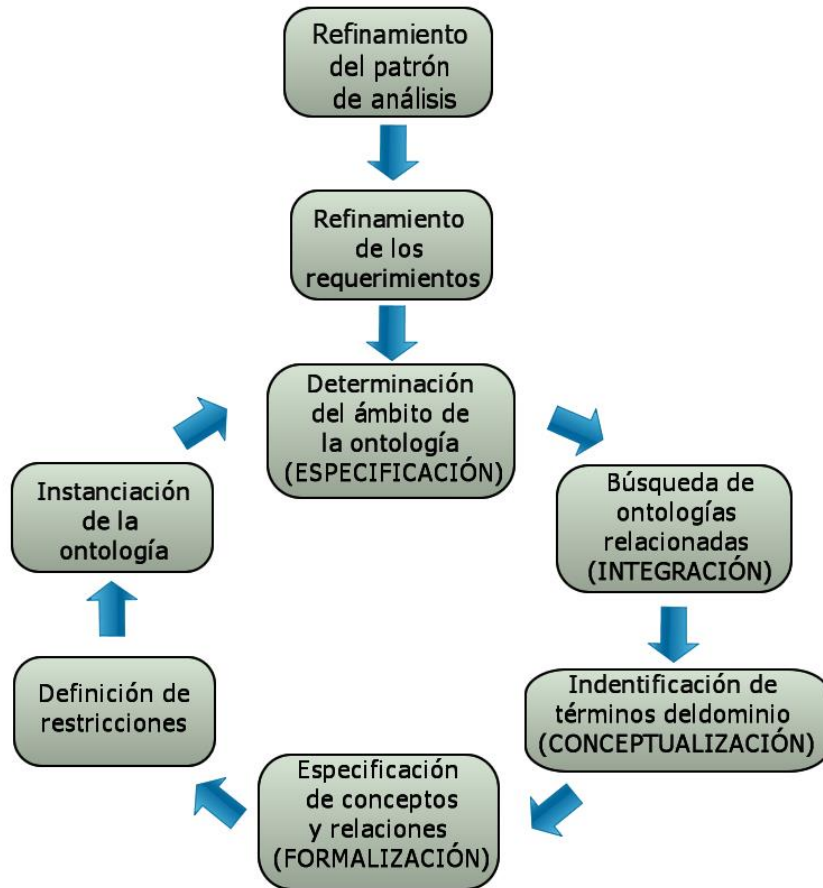 Refinamiento
del patrón
de análisis
Refinamiento
de los
requerimientos
Determinación
del ámbito de
la ontología
(ESPECIFICACIÓN)
Búsqueda de
ontologías
relacionadas
(INTEGRACIÓN)
Indentificación de
términos deldominio
(CONCEPTUALIZACIÓN)
Especificación
de conceptos
y relaciones
(FORMALIZACIÓN)
Definición de
restricciones
Instanciación
de la
ontología